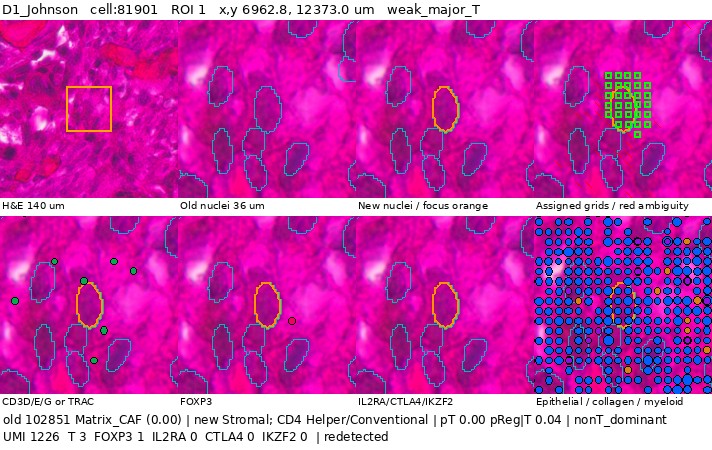 D1_Johnson cell:81901 ROI 1 x,y 6962.8, 12373.0 um weak_major_T
H&E 140 um
Old nuclei 36 um
New nuclei / focus orange
Assigned grids / red ambiguity
CD3D/E/G or TRAC
FOXP3
IL2RA/CTLA4/IKZF2
Epithelial / collagen / myeloid
old 102851 Matrix_CAF (0.00) | new Stromal; CD4 Helper/Conventional | pT 0.00 pReg|T 0.04 | nonT_dominant
UMI 1226 T 3 FOXP3 1 IL2RA 0 CTLA4 0 IKZF2 0 | redetected